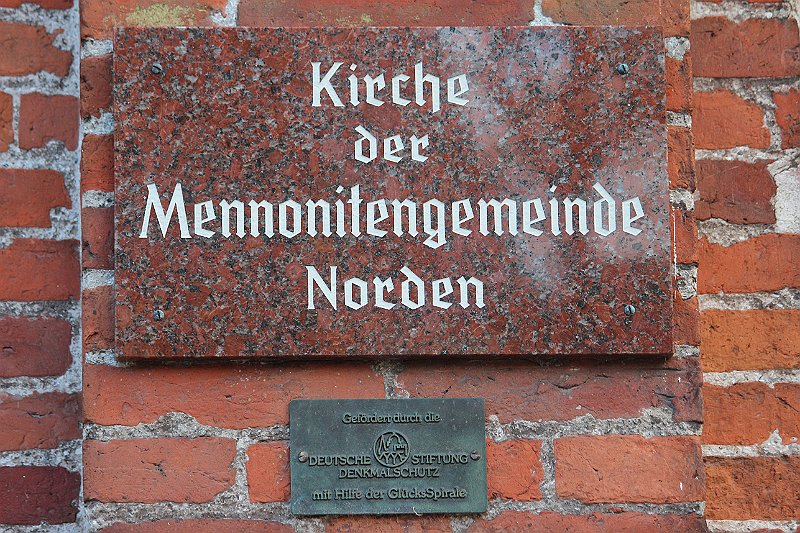 Kirche
der
Mennonitengemeinde
Norden
Gefördert durch die
DEUTSCHE STIFTUNG
DENKMALSCHUTZ
mit Hilfe der GlücksSpirale